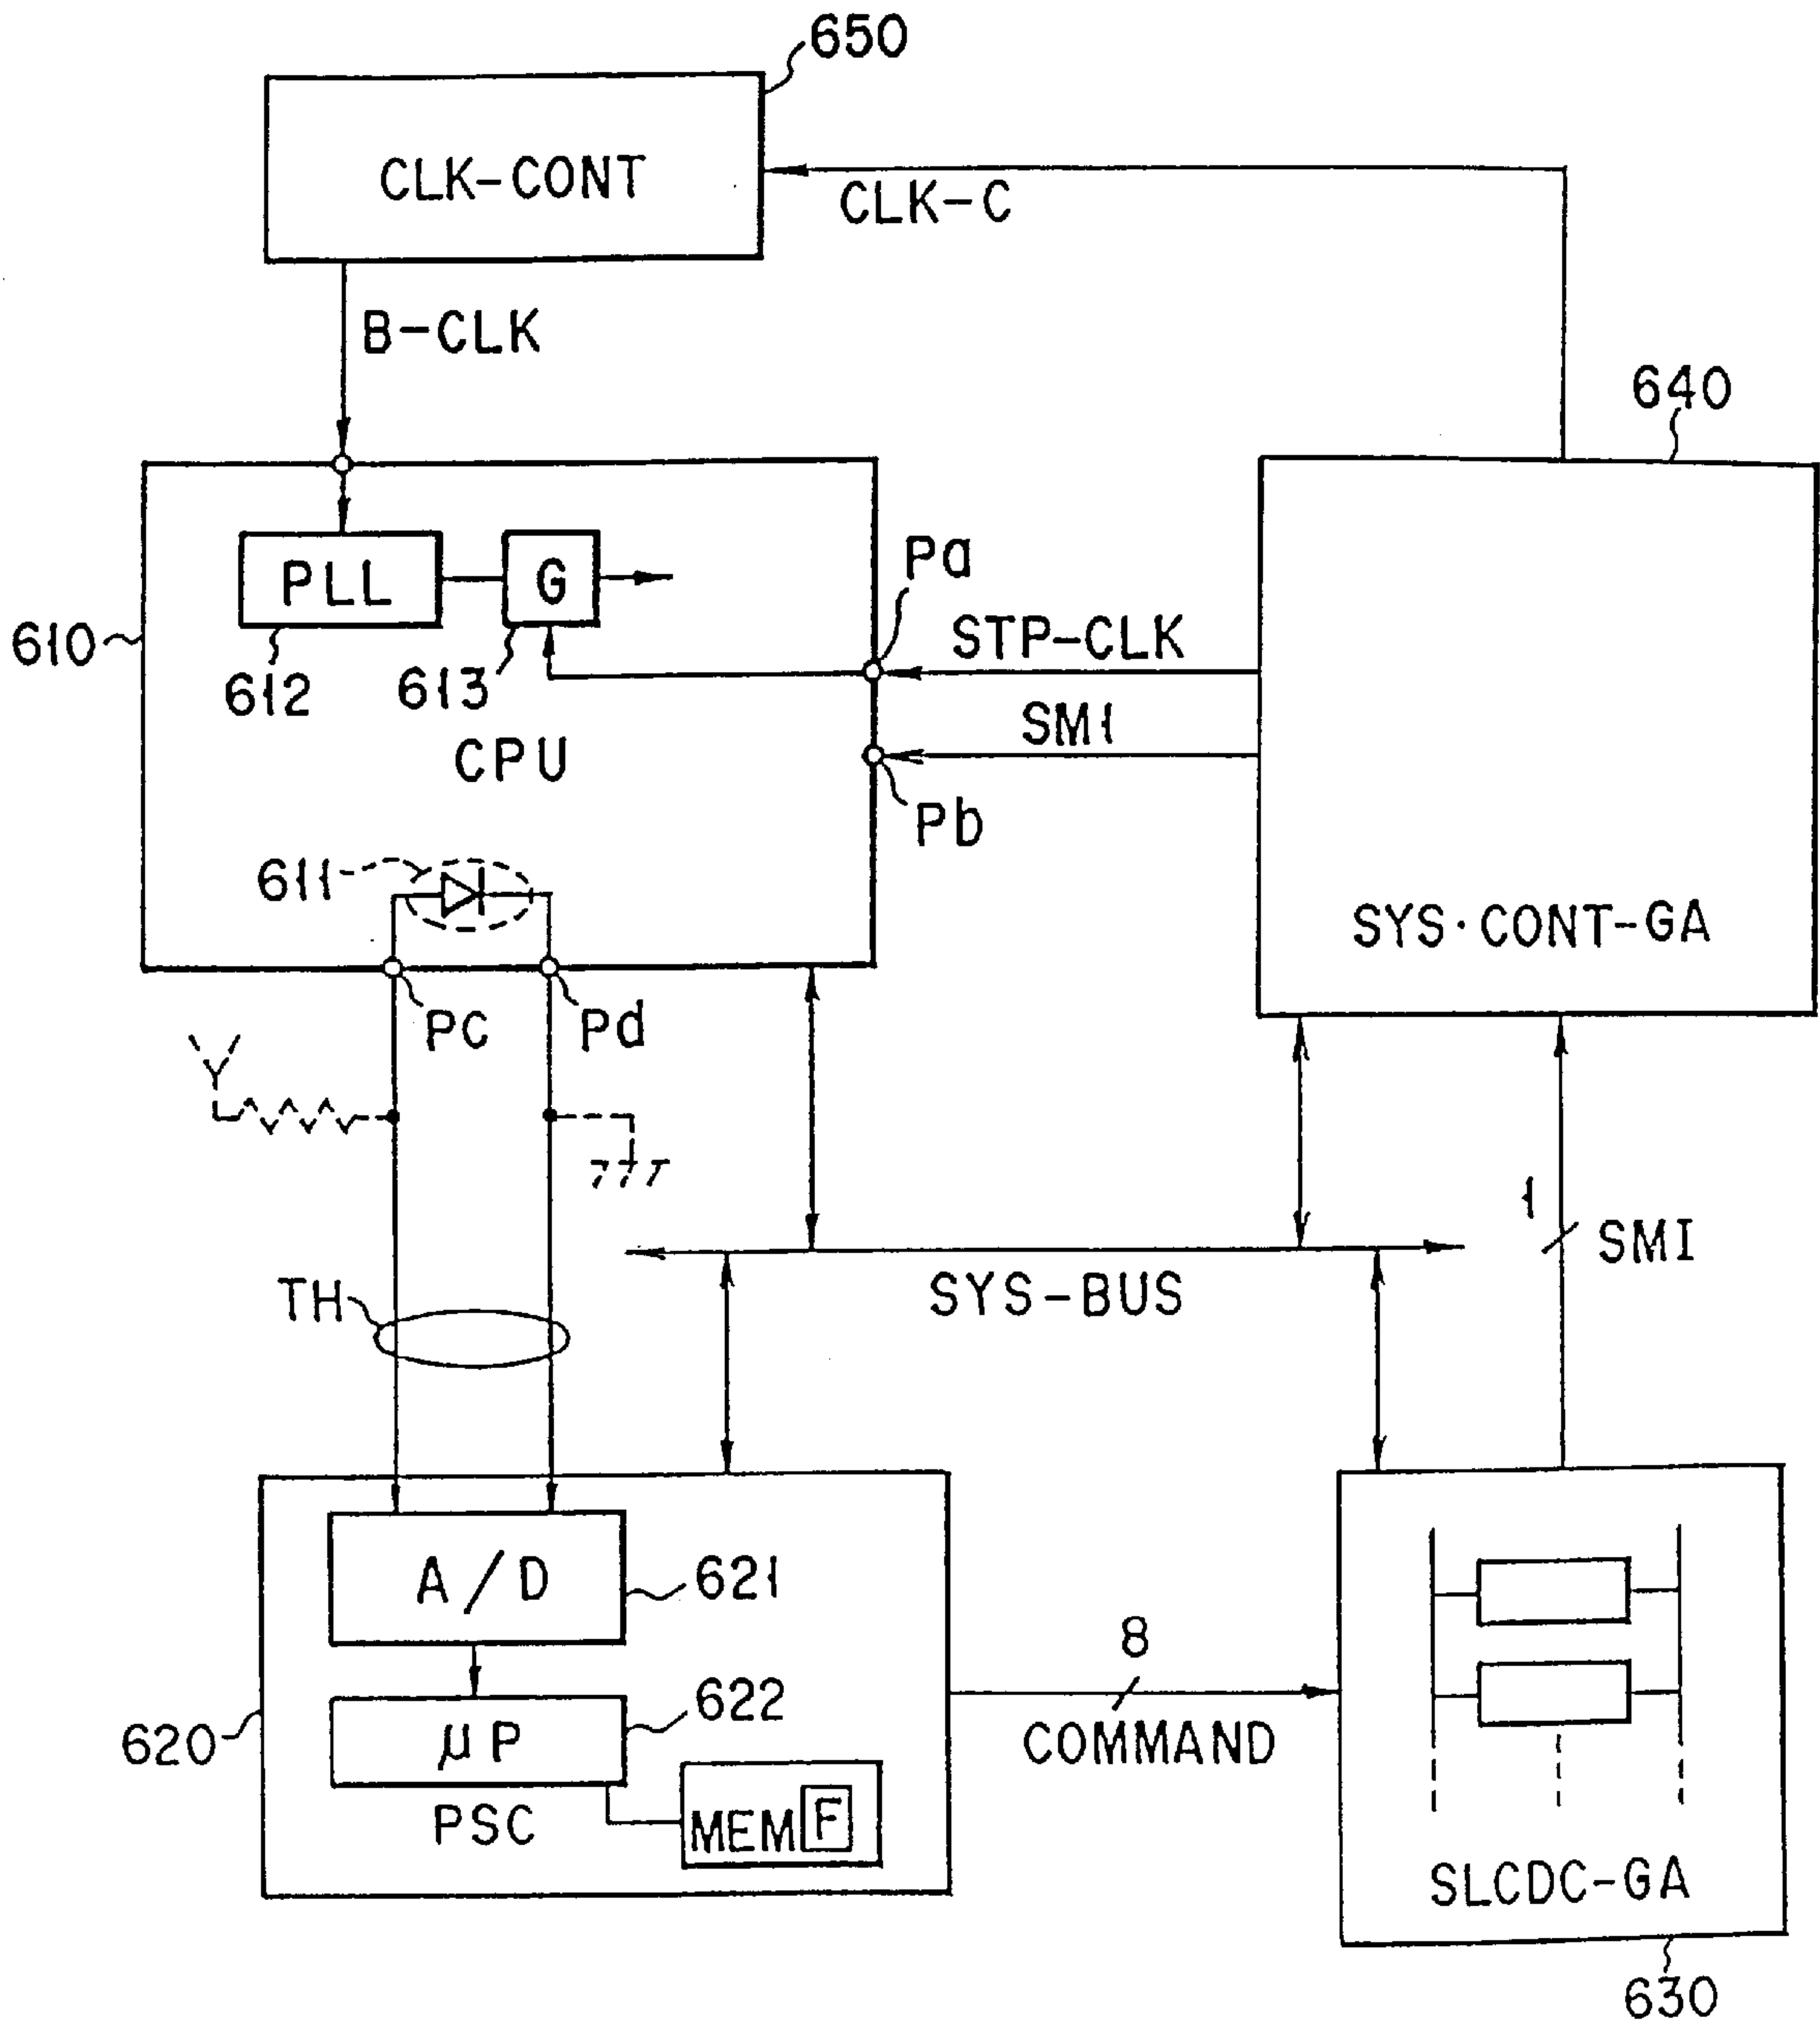 650
CLK-CONT
CLK-C
B-CLK
640
PLL
G
Pa
610
612
613
STP-CLK
CPU
SMI
Pb
611
SYS·CONT-GA
PC
Pd
1
SMI
TH
SYS-BUS
A/D
621
8
622
620
μP
COMMAND
PSC
MEM F
SLCDC-GA
630